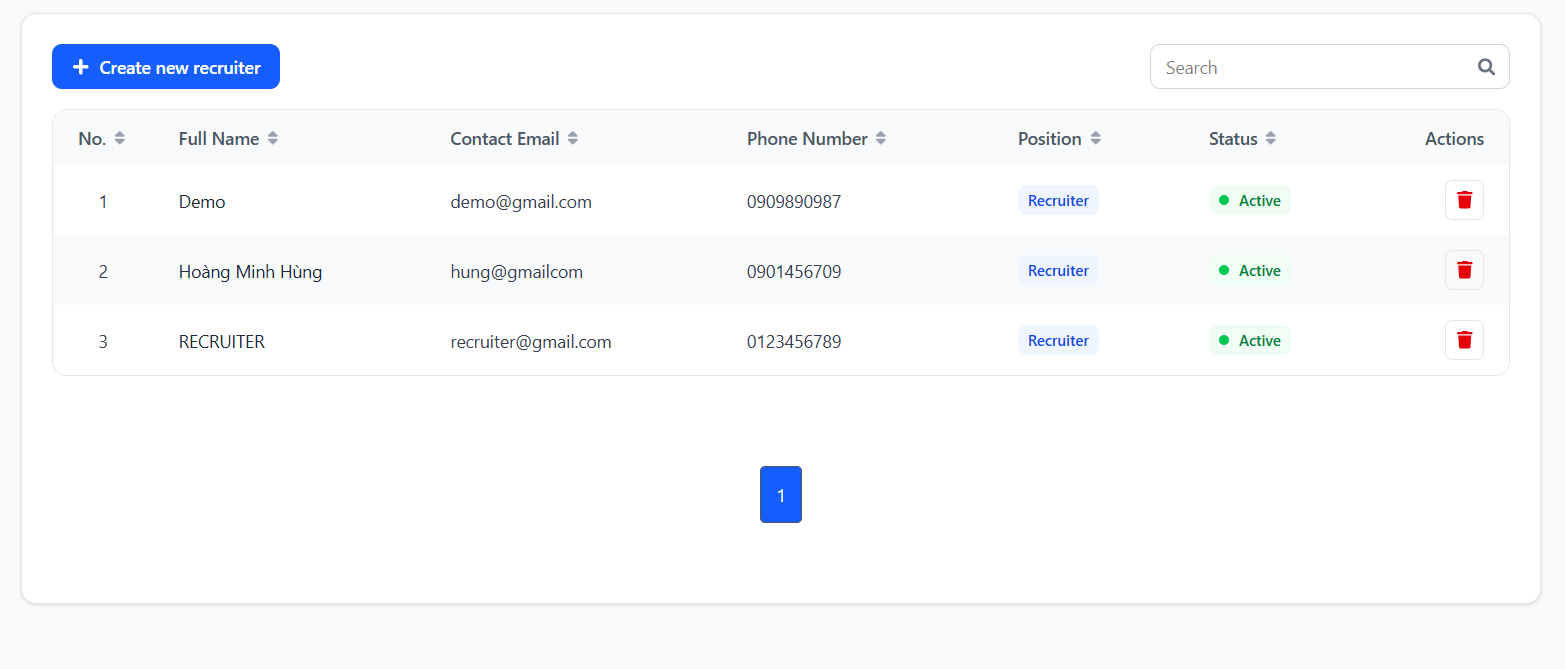 Create new recruiter
Search
No. Full Name Contact Email Phone Number Position Status Actions
1 Demo demo@gmail.com 0909890987 Recruiter Active
2 Hoàng Minh Hùng hung@gmailcom 0901456709 Recruiter Active
3 RECRUITER recruiter@gmail.com 0123456789 Recruiter Active
1